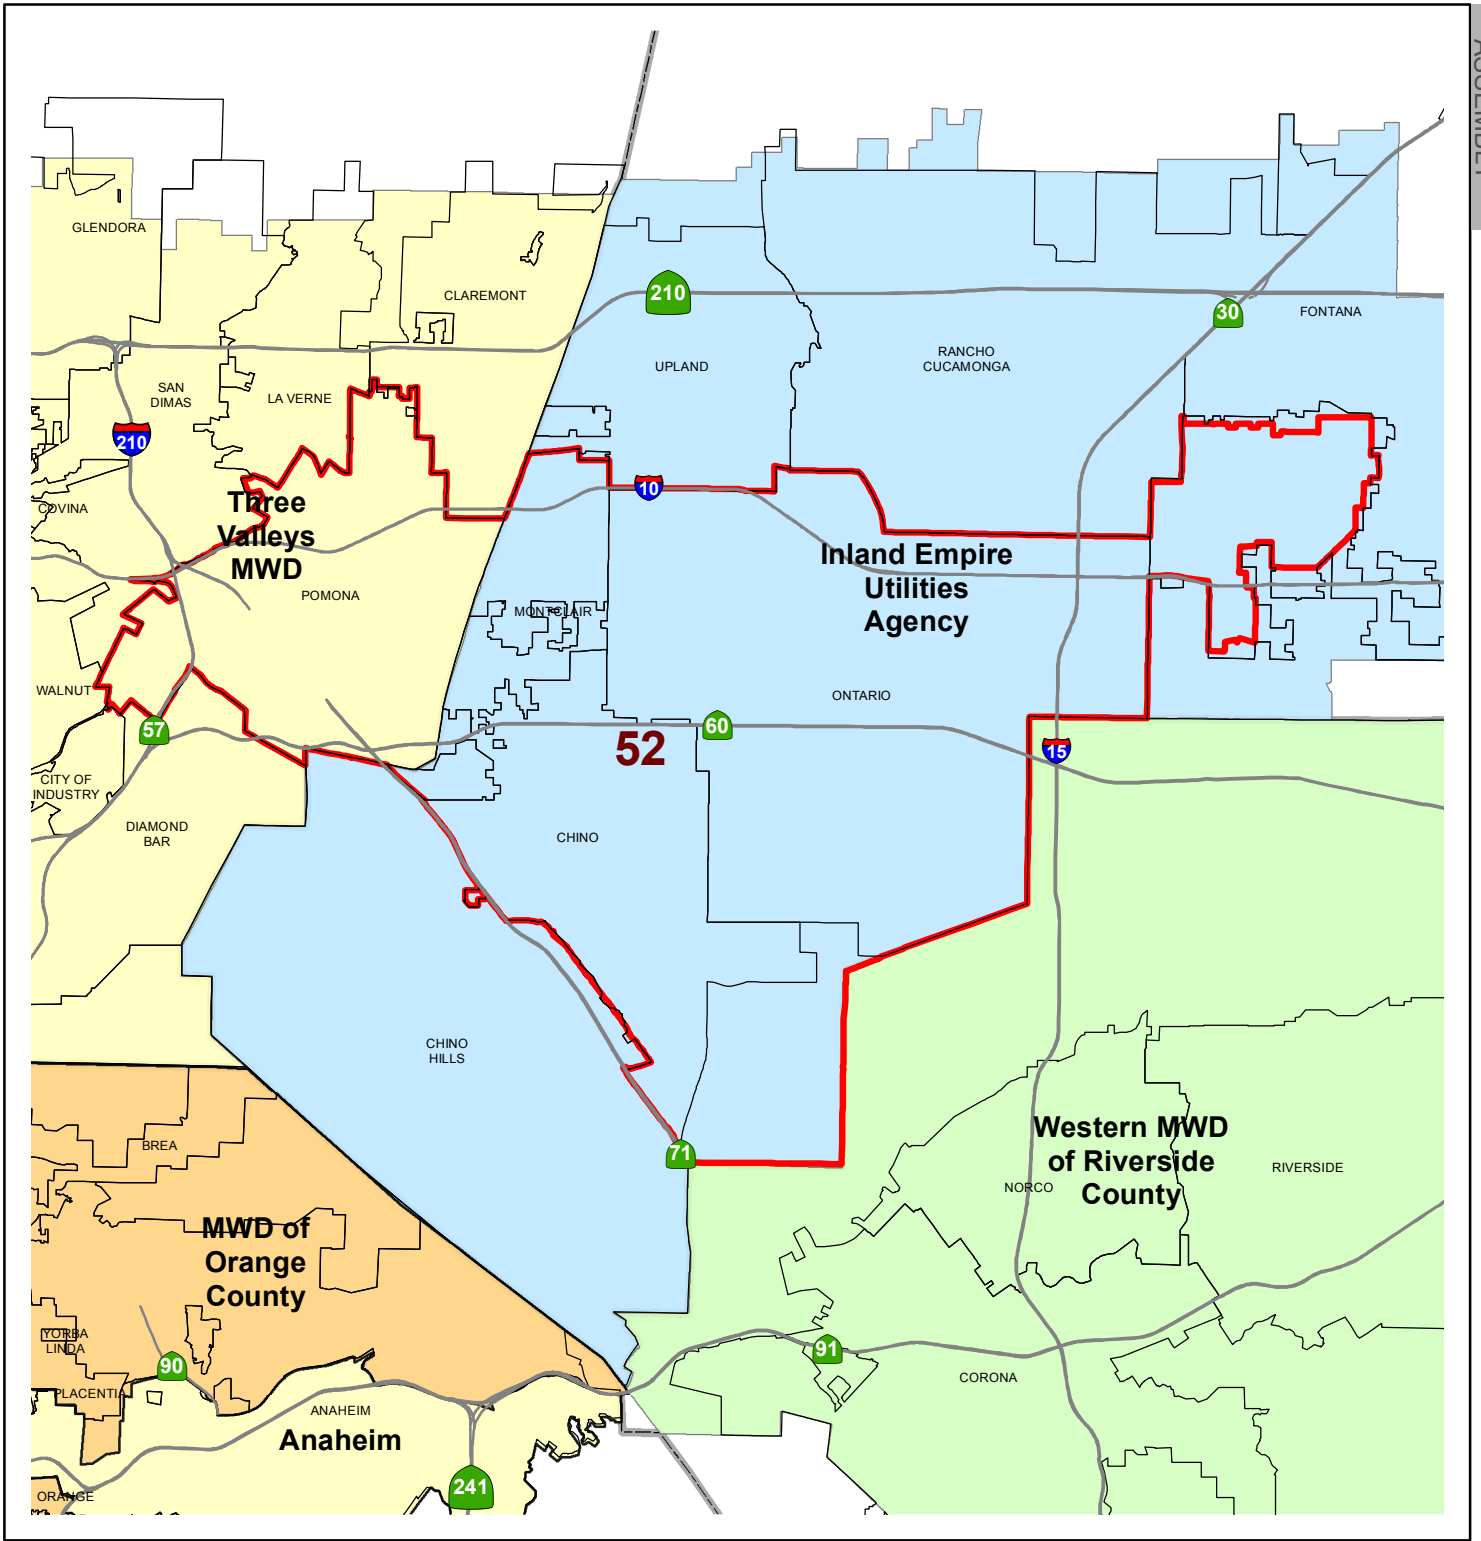 GLENDORA
CLAREMONT
210
30
FONTANA
SAN
DIMAS
LA VERNE
UPLAND
RANCHO
CUCAMONGA
210
10
COVINA
Three
Valleys
MWD
POMONA
MONTCLAIR
Inland Empire
Utilities
Agency
WALNUT
57
ONTARIO
60
52
15
CITY OF
INDUSTRY
DIAMOND
BAR
CHINO
CHINO
HILLS
71
BREA
MWD of
Orange
County
Western MWD
of Riverside
County
NORCO
RIVERSIDE
YORBA
LINDA
90
PLACENTIA
91
CORONA
ANAHEIM
Anaheim
241
ORANGE